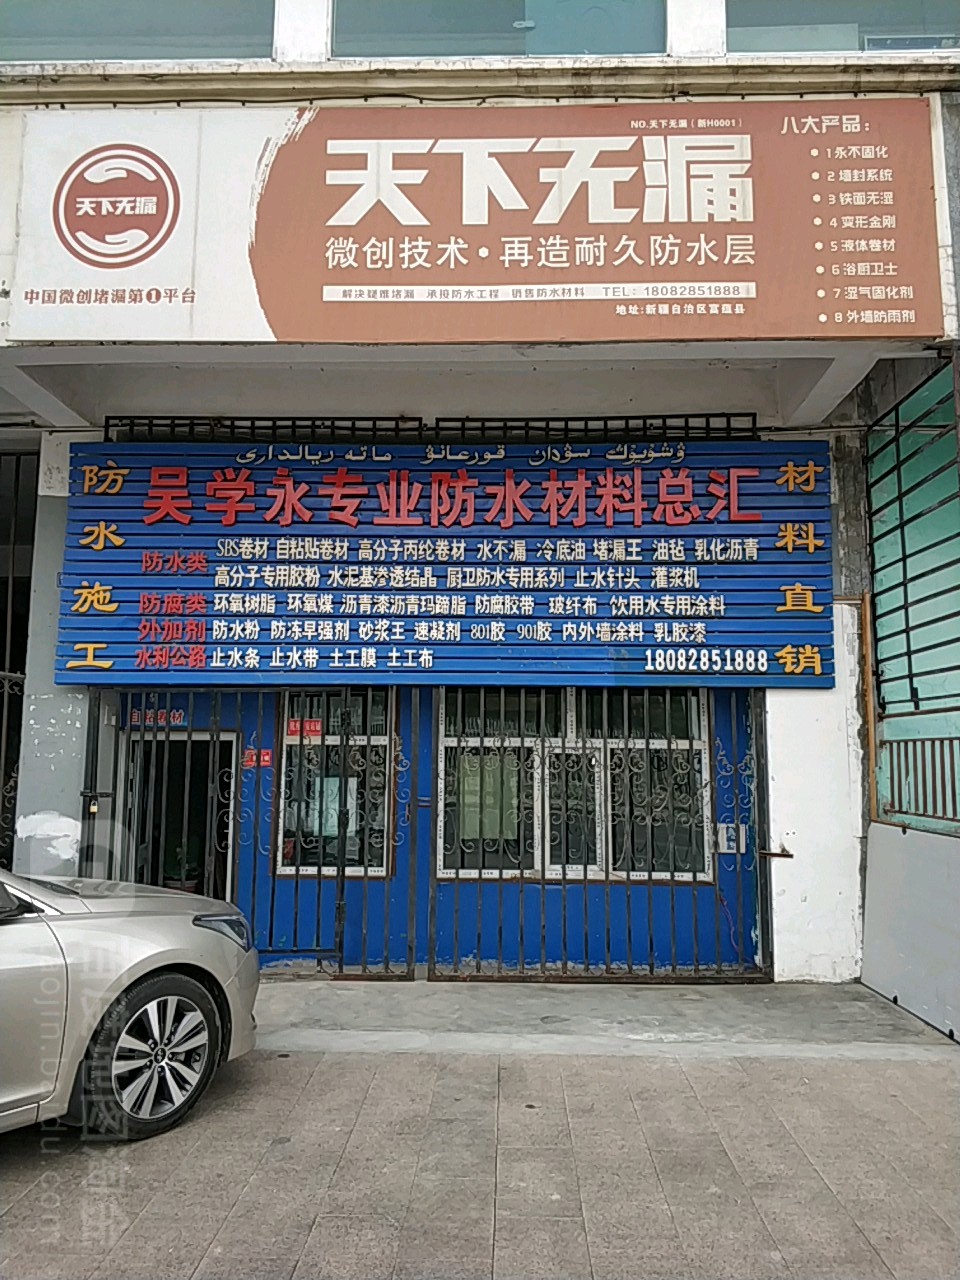 NO.天下无漏（新H0001）
天下无漏
天下无漏
微创技术·再造耐久防水层
中国微创堵漏第1平台
解决疑难堵漏 承接防水工程 销售防水材料 TEL：18082851888
地址:新疆自治区富蕴县
八大产品：
1永不固化
2墙封系统
3铁面无湿
4变形金刚
5液体卷材
6浴厨卫士
7湿气固化剂
8外墙防雨剂
防水施工
سۋدان قورعانۋ ماتەريالدارى
吴学永专业防水材料总汇
材料直销
防水类 SBS卷材 自粘贴卷材 高分子丙纶卷材 水不漏 冷底油 堵漏王 油毡 乳化沥青
高分子专用胶粉 水泥基渗透结晶 厨卫防水专用系列 止水针头 灌浆机
防腐类 环氧树脂 环氧煤 沥青漆沥青玛蹄脂 防腐胶带 玻纤布 饮用水专用涂料
外加剂 防水粉 防冻早强剂 砂浆王 速凝剂 801胶 901胶 内外墙涂料 乳胶漆
水利公路 止水条 止水带 土工膜 土工布 18082851888
自粘卷材